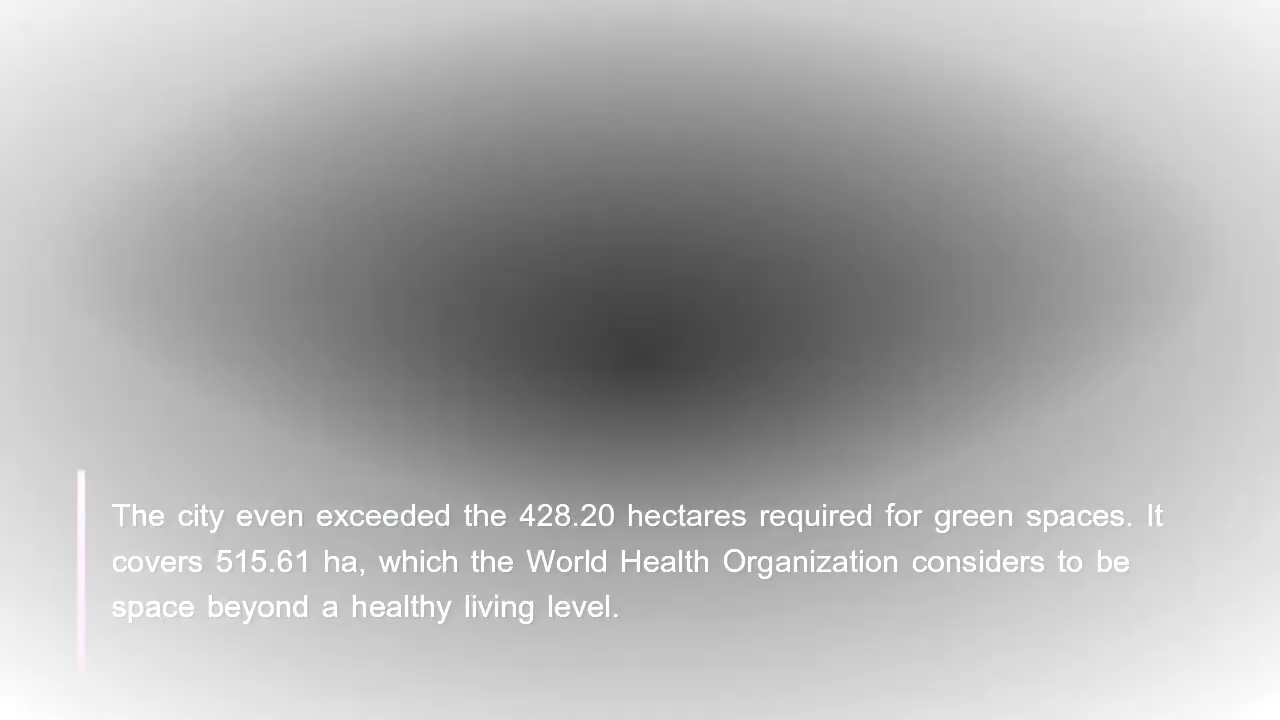 The city even exceeded the 428.20 hectares required for green spaces. It
covers 515.61 ha, which the World Health Organization considers to be
space beyond a healthy living level.